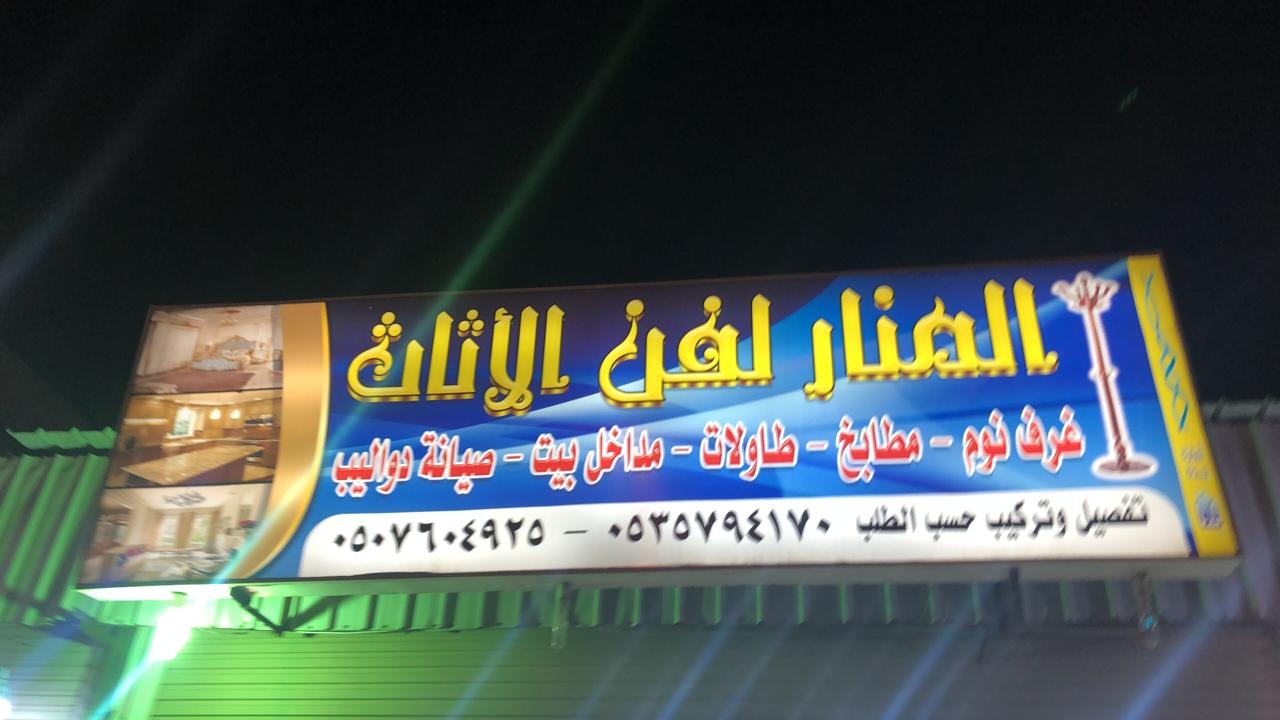 المنار لفن الأثاث
غرف نوم - مطابخ - طاولات - مداخل بيت - صيانة دواليب
تفصيل وتركيب حسب الطلب ٠٥٣٥٧٩٤١٧٠ - ٠٥٠٧٦٠٤٩٢٥